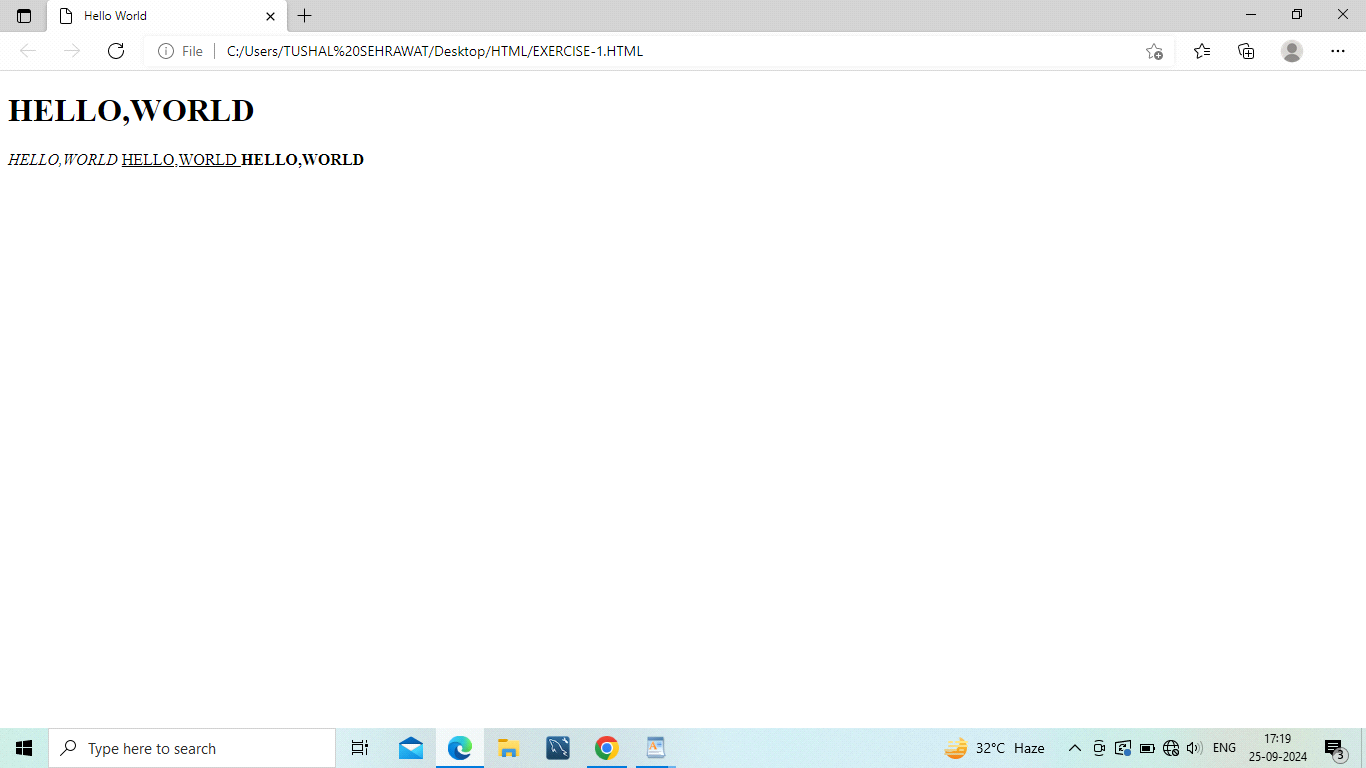 Hello World
File C:/Users/TUSHAL%20SEHRAWAT/Desktop/HTML/EXERCISE-1.HTML
HELLO,WORLD
HELLO,WORLD HELLO,WORLD HELLO,WORLD
Type here to search
32°C Haze
ENG
17:19
25-09-2024
3